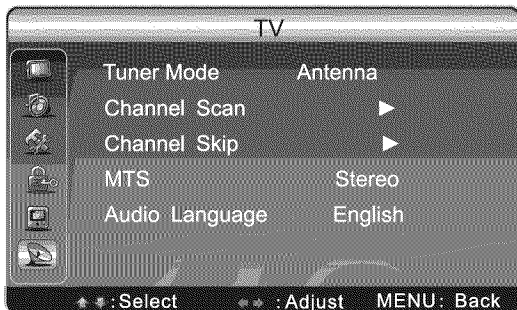 TV
Tuner Mode Antenna
Channel Scan ►
Channel Skip ►
MTS Stereo
Audio Language English
:Select :Adjust MENU: Back